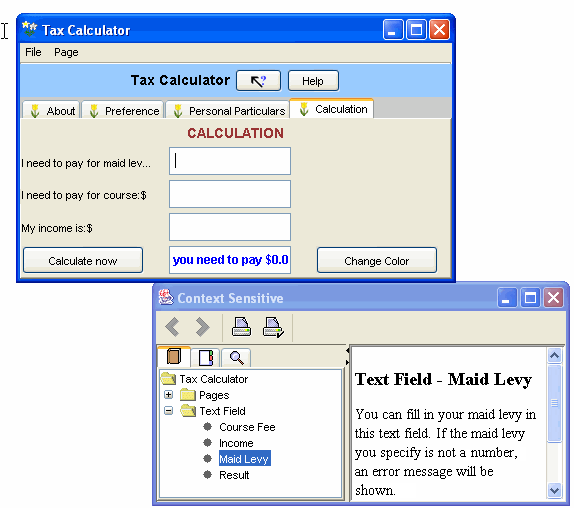 Tax Calculator
File Page
Tax Calculator ? Help
About Preference Personal Particulars Calculation
CALCULATION
I need to pay for maid lev...
I need to pay for course:$
My income is:$
Calculate now you need to pay $0.0 Change Color
Context Sensitive
Tax Calculator
Pages
Text Field
Course Fee
Income
Maid Levy
Result
Text Field - Maid Levy
You can fill in your maid levy in
this text field. If the maid levy
you specify is not a number,
an error message will be
shown.